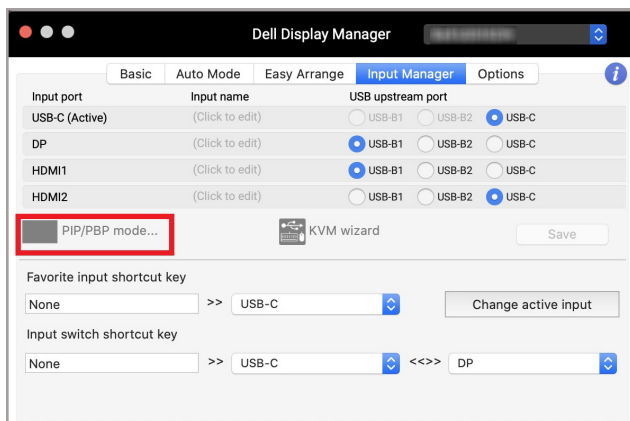 Dell Display Manager
Basic Auto Mode Easy Arrange Input Manager Options i
Input port Input name USB upstream port
USB-C (Active) (Click to edit) USB-B1 USB-B2 USB-C
DP (Click to edit) USB-B1 USB-B2 USB-C
HDMI1 (Click to edit) USB-B1 USB-B2 USB-C
HDMI2 (Click to edit) USB-B1 USB-B2 USB-C
PIP/PBP mode... KVM wizard Save
Favorite input shortcut key
None >> USB-C Change active input
Input switch shortcut key
None >> USB-C <<>> DP